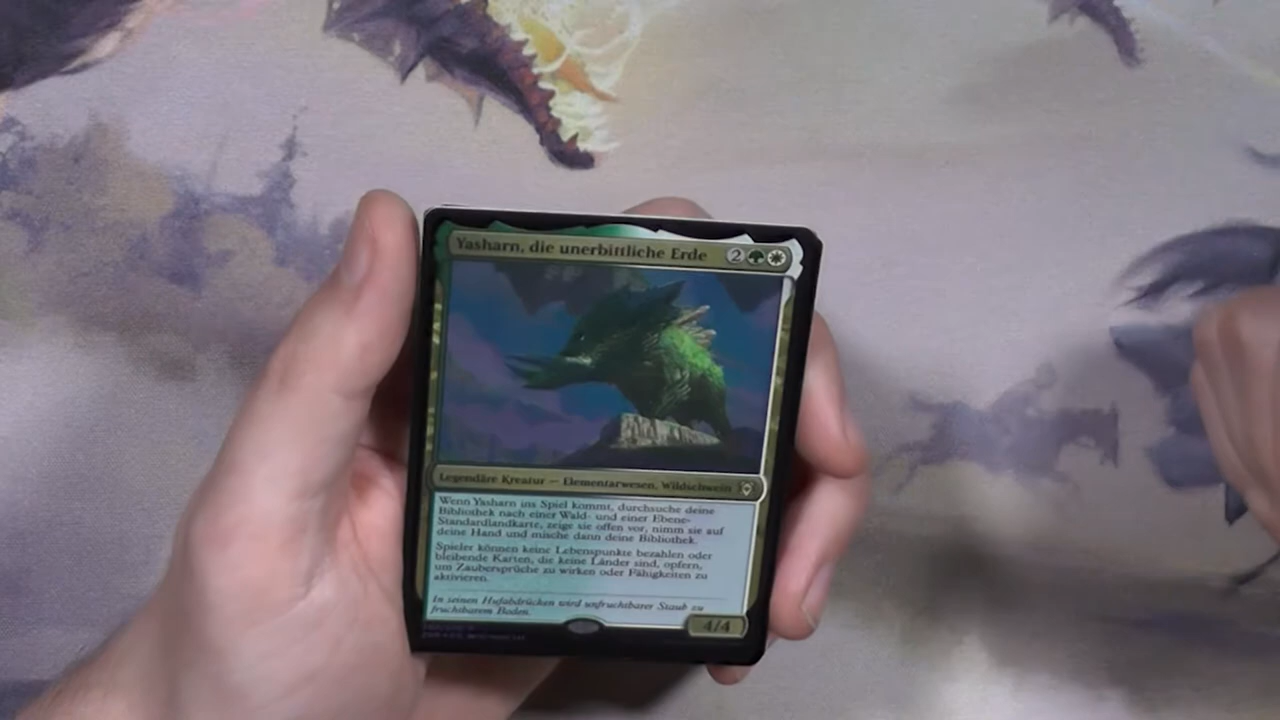 Yasharn, die unerbittliche Erde 2
Legendäre Kreatur — Elementarwesen, Wildschwein
Wenn Yasharn ins Spiel kommt, durchsuche deine
Bibliothek nach einer Wald- und einer Ebene-
Standardlandkarte, zeige sie offen vor, nimm sie auf
deine Hand und mische dann deine Bibliothek.
Spieler können keine Lebenspunkte bezahlen oder
bleibende Karten, die keine Länder sind, opfern,
um Zaubersprüche zu wirken oder Fähigkeiten zu
aktivieren.
In seinen Hufabdrücken wird unfruchtbarer Staub zu
fruchtbarem Boden.
4/4